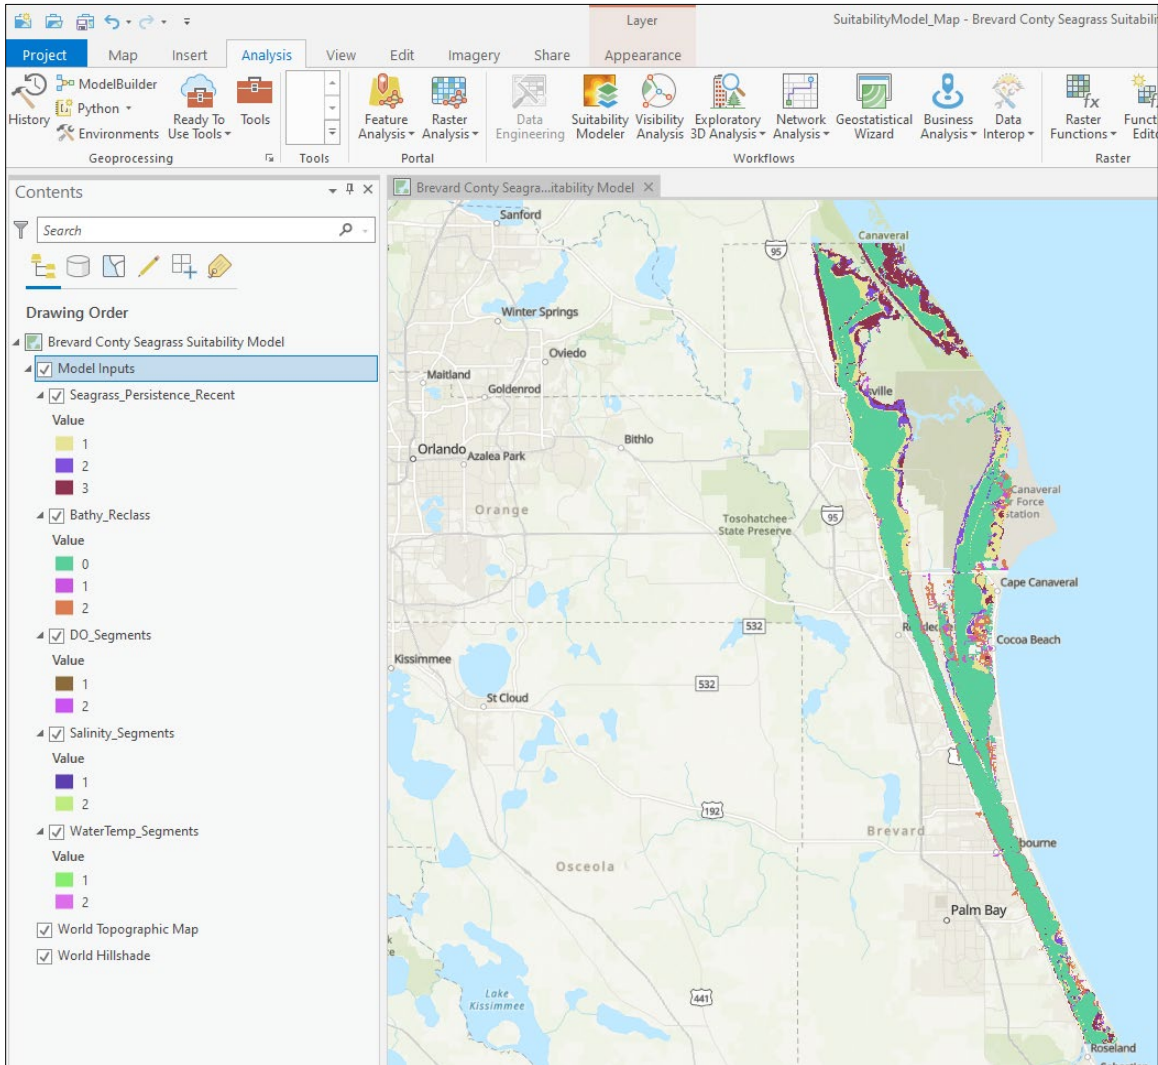 Layer
SuitabilityModel_Map - Brevard Conty Seagrass Suitabili
Project
Map
Insert
Analysis
View
Edit
Imagery
Share
Appearance
History
ModelBuilder
Python
Environments
Ready To
Use Tools
Tools
Feature
Analysis
Raster
Analysis
Data
Engineering
Suitability
Modeler
Visibility
Analysis
Exploratory
3D Analysis
Network
Analysis
Geostatistical
Wizard
Business
Analysis
Data
Interop
Raster
Functions
Funct
Edito
Geoprocessing
Tools
Portal
Workflows
Raster
Contents
Search
Drawing Order
Brevard Conty Seagrass Suitability Model
Model Inputs
Seagrass_Persistence_Recent
Value
1
2
3
Bathy_Reclass
Value
0
1
2
DO_Segments
Value
1
2
Salinity_Segments
Value
1
2
WaterTemp_Segments
Value
1
2
World Topographic Map
World Hillshade
Brevard Conty Seagra...itability Model
Sanford
95
Canaveral
Winter Springs
Oviedo
Maitland
Goldenrod
ville
Bithlo
Orlando
Azalea Park
Orange
Tosohatchee
State Preserve
95
Canaveral
r Force
Station
Cape Canaveral
532
Cocoa Beach
Kissimmee
532
St Cloud
192
Brevard
bourne
Osceola
Palm Bay
Lake
Kissimmee
441
Roseland